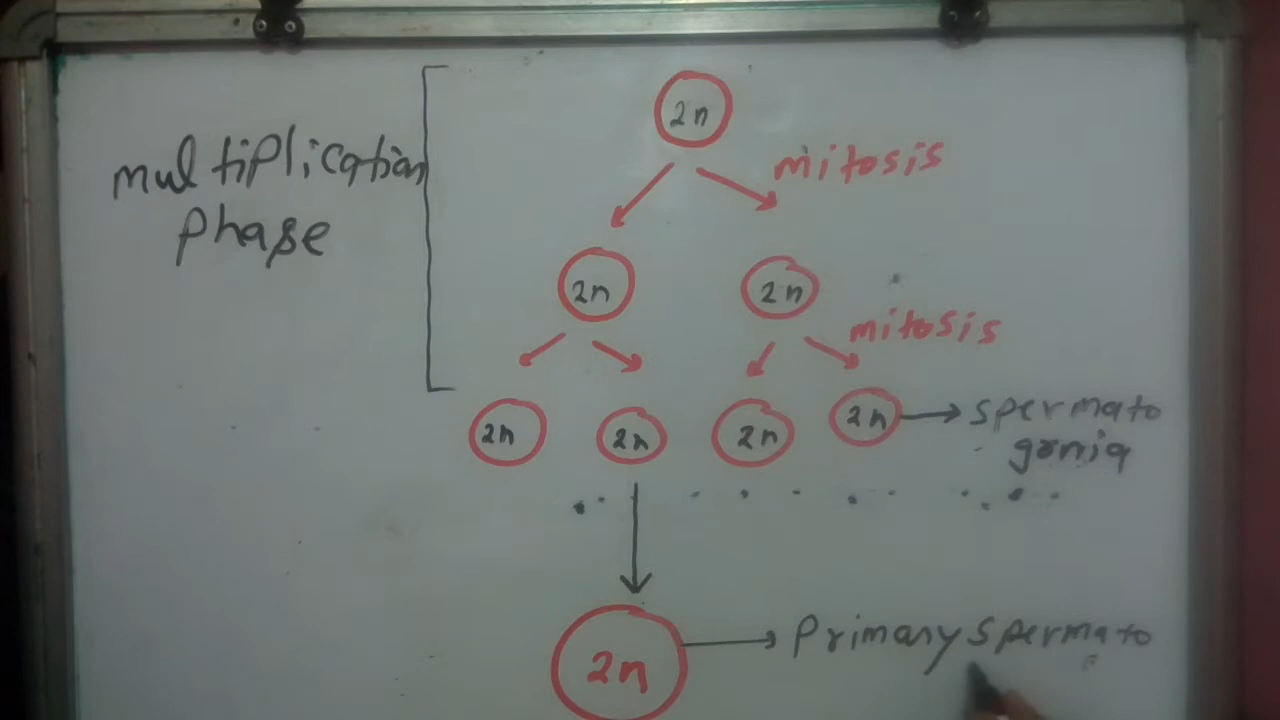 2n
multiplication
phase
mitosis
2n 2n
mitosis
2n 2n 2n 2n
spermato
gonia
2n
Primary spermato